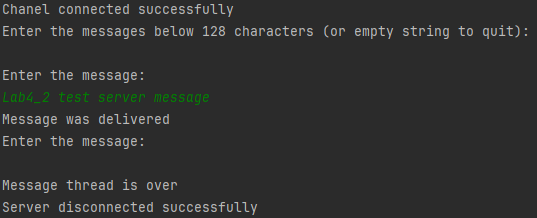 Chanel connected successfully
Enter the messages below 128 characters (or empty string to quit):
Enter the message:
Lab4_2 test server message
Message was delivered
Enter the message:
Message thread is over
Server disconnected successfully